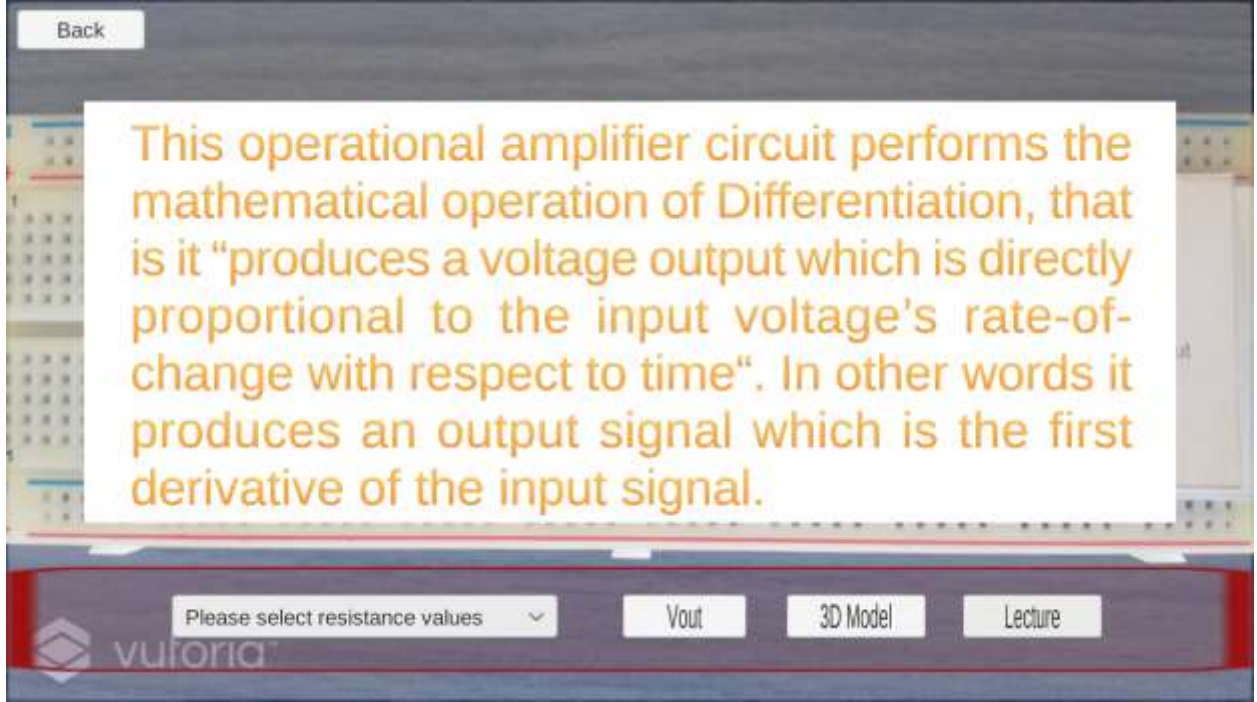 Back
This operational amplifier circuit performs the
mathematical operation of Differentiation, that
is it “produces a voltage output which is directly
proportional to the input voltage’s rate-of-
change with respect to time“. In other words it
produces an output signal which is the first
derivative of the input signal.
Please select resistance values
Vout
3D Model
Lecture
vuforia